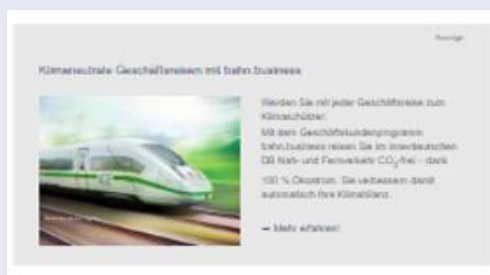 Anzeige
Klimaneutrale Geschäftsreisen mit bahn.business
Werden Sie mit jeder Geschäftsreise zum
Klimaschützer:
Mit dem Geschäftskundenprogramm
bahn.business reisen Sie im innerdeutschen
DB Nah- und Fernverkehr CO₂-frei – dank
100 % Ökostrom. Sie verbessern damit
automatisch Ihre Klimabilanz.
→ Mehr erfahren!